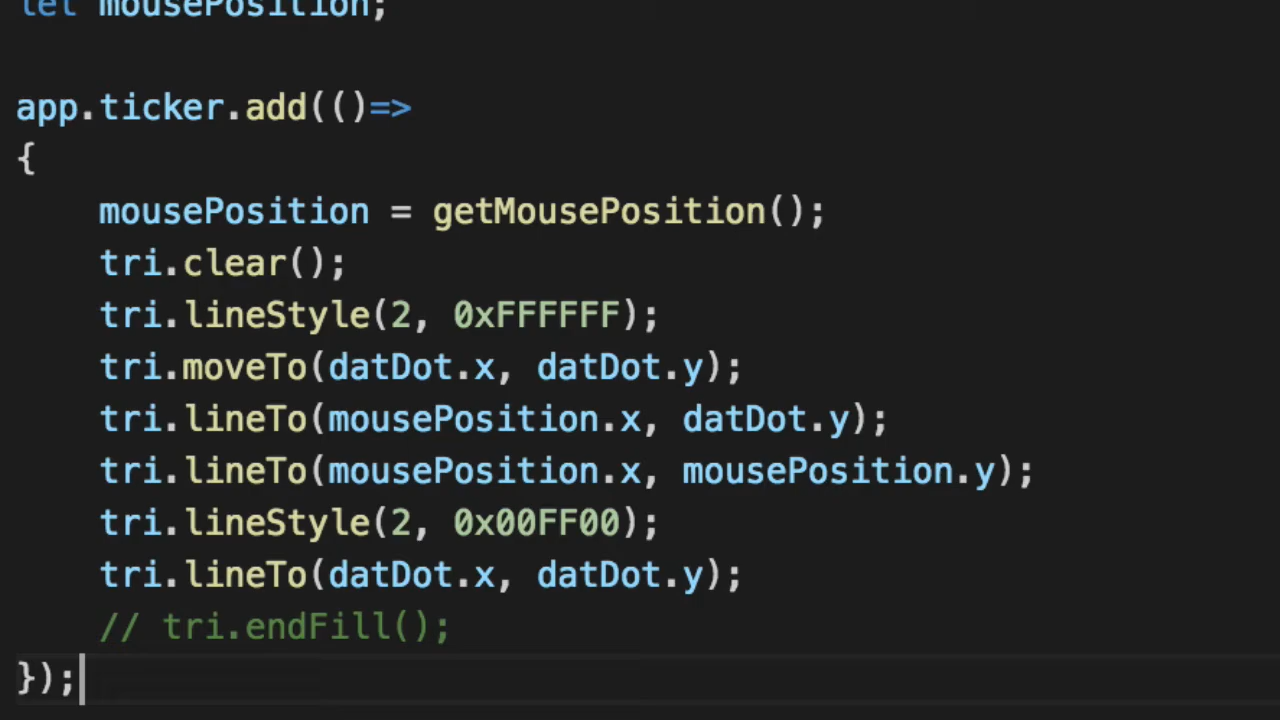 let mousePosition;
app.ticker.add(()=>
{
    mousePosition = getMousePosition();
    tri.clear();
    tri.lineStyle(2, 0xFFFFFF);
    tri.moveTo(datDot.x, datDot.y);
    tri.lineTo(mousePosition.x, datDot.y);
    tri.lineTo(mousePosition.x, mousePosition.y);
    tri.lineStyle(2, 0x00FF00);
    tri.lineTo(datDot.x, datDot.y);
    // tri.endFill();
});